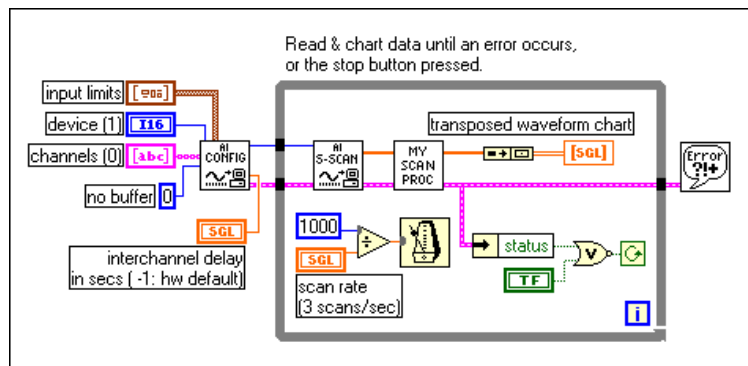 Read & chart data until an error occurs,
or the stop button pressed.
input limits
device (1)
I16
channels (0)
[abc]
no buffer
0
AI
CONFIG
SGL
interchannel delay
in secs ( -1: hw default)
AI
S-SCAN
MY
SCAN
PROC
transposed waveform chart
[SGL]
Error
?!+
1000
÷
SGL
scan rate
(3 scans/sec)
status
V
TF
i